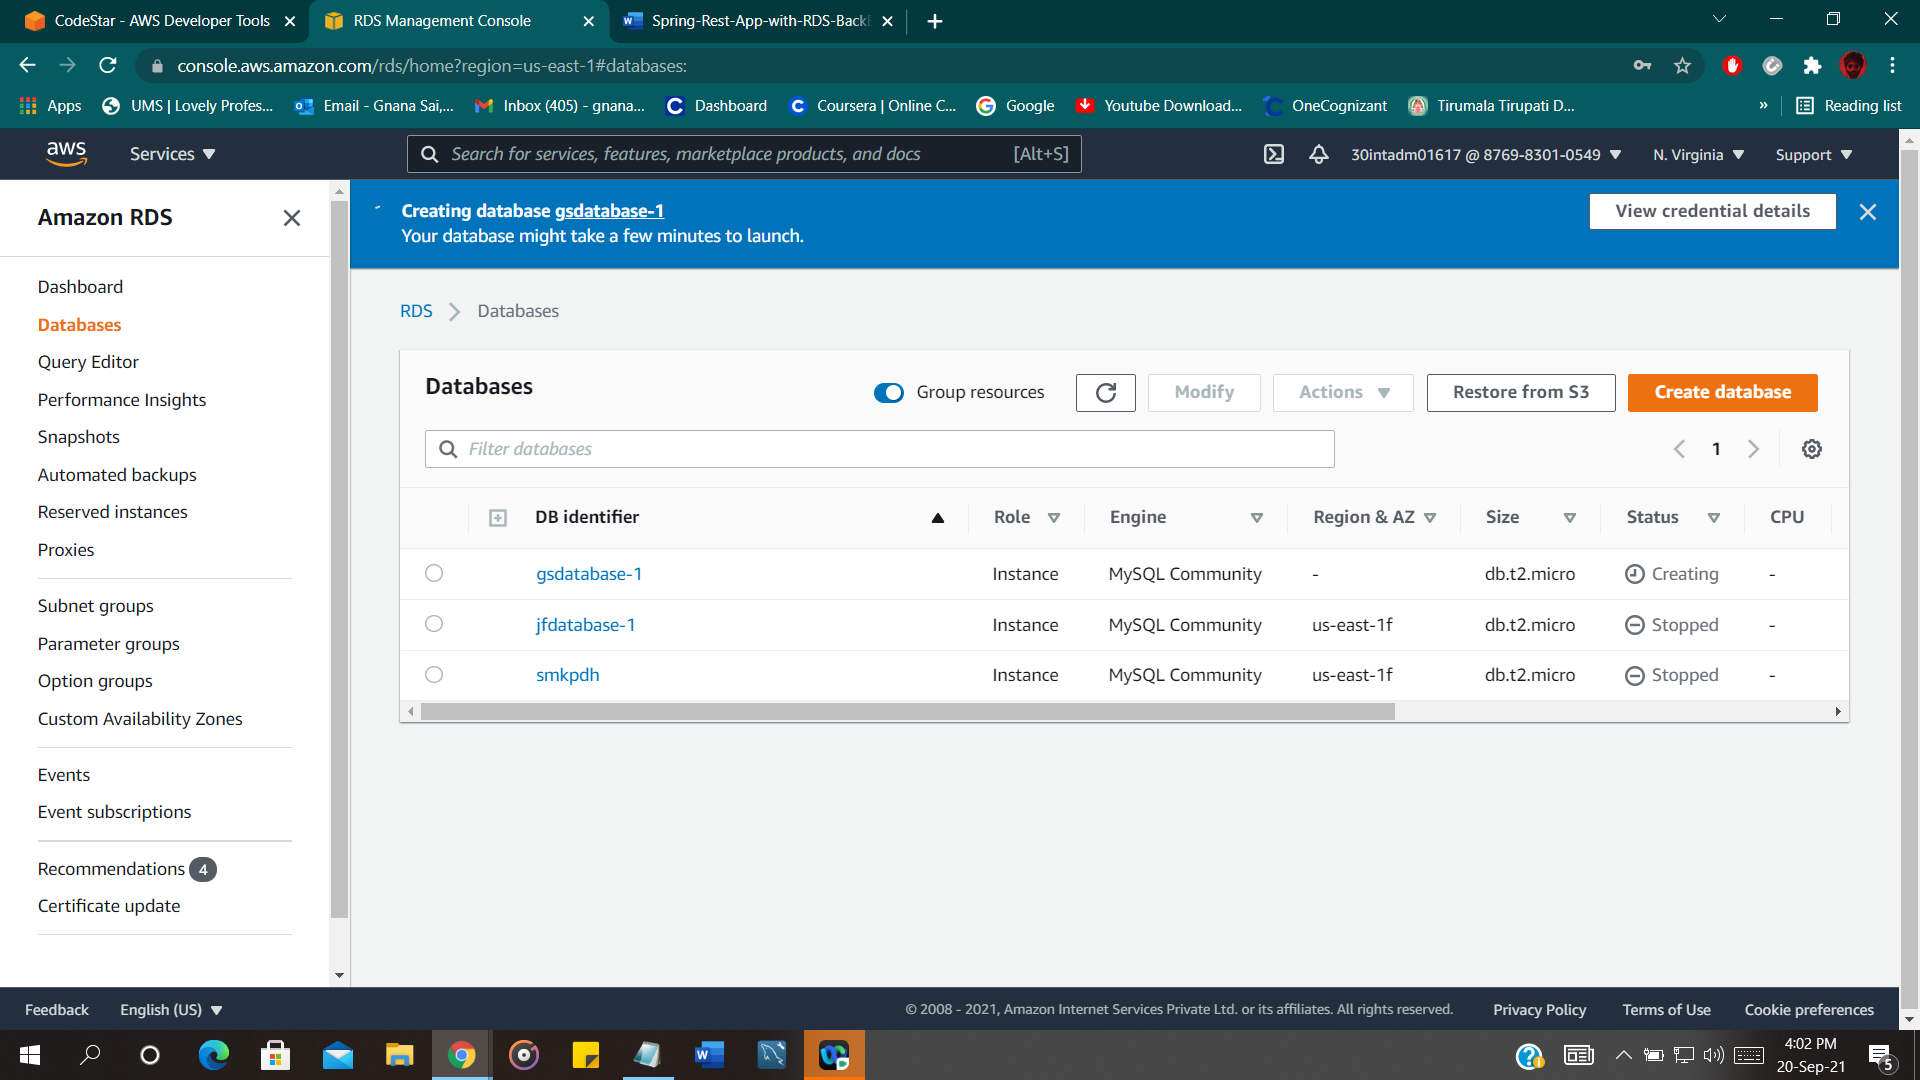 CodeStar - AWS Developer Tools
RDS Management Console
Spring-Rest-App-with-RDS-Back
console.aws.amazon.com/rds/home?region=us-east-1#databases:
Apps
UMS | Lovely Profes...
Email - Gnana Sai,...
Inbox (405) - gnana...
Dashboard
Coursera | Online C...
Google
Youtube Download...
OneCognizant
Tirumala Tirupati D...
»
Reading list
aws
Services
Search for services, features, marketplace products, and docs
[Alt+S]
30intadm01617 @ 8769-8301-0549
N. Virginia
Support
Amazon RDS
Dashboard
Databases
Query Editor
Performance Insights
Snapshots
Automated backups
Reserved instances
Proxies
Subnet groups
Parameter groups
Option groups
Custom Availability Zones
Events
Event subscriptions
Recommendations 4
Certificate update
Creating database gsdatabase-1
Your database might take a few minutes to launch.
View credential details
RDS
Databases
Databases
Group resources
Modify
Actions
Restore from S3
Create database
Filter databases
1
DB identifier
Role
Engine
Region & AZ
Size
Status
CPU
gsdatabase-1 Instance MySQL Community - db.t2.micro Creating -
jfdatabase-1 Instance MySQL Community us-east-1f db.t2.micro Stopped -
smkpdh Instance MySQL Community us-east-1f db.t2.micro Stopped -
Feedback
English (US)
© 2008 - 2021, Amazon Internet Services Private Ltd. or its affiliates. All rights reserved.
Privacy Policy
Terms of Use
Cookie preferences
4:02 PM
20-Sep-21
5